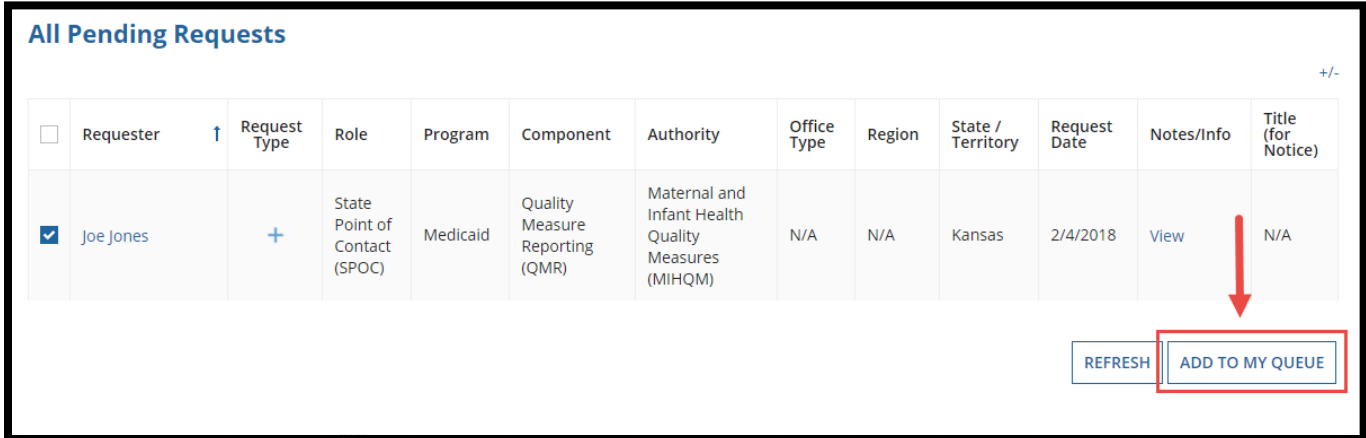 All Pending Requests
+/-
Requester ↑
Request
Type
Role
Program
Component
Authority
Office
Type
Region
State /
Territory
Request
Date
Notes/Info
Title
(for
Notice)
Joe Jones
+
State
Point of
Contact
(SPOC)
Medicaid
Quality
Measure
Reporting
(QMR)
Maternal and
Infant Health
Quality
Measures
(MIHQM)
N/A
N/A
Kansas
2/4/2018
View
N/A
REFRESH
ADD TO MY QUEUE